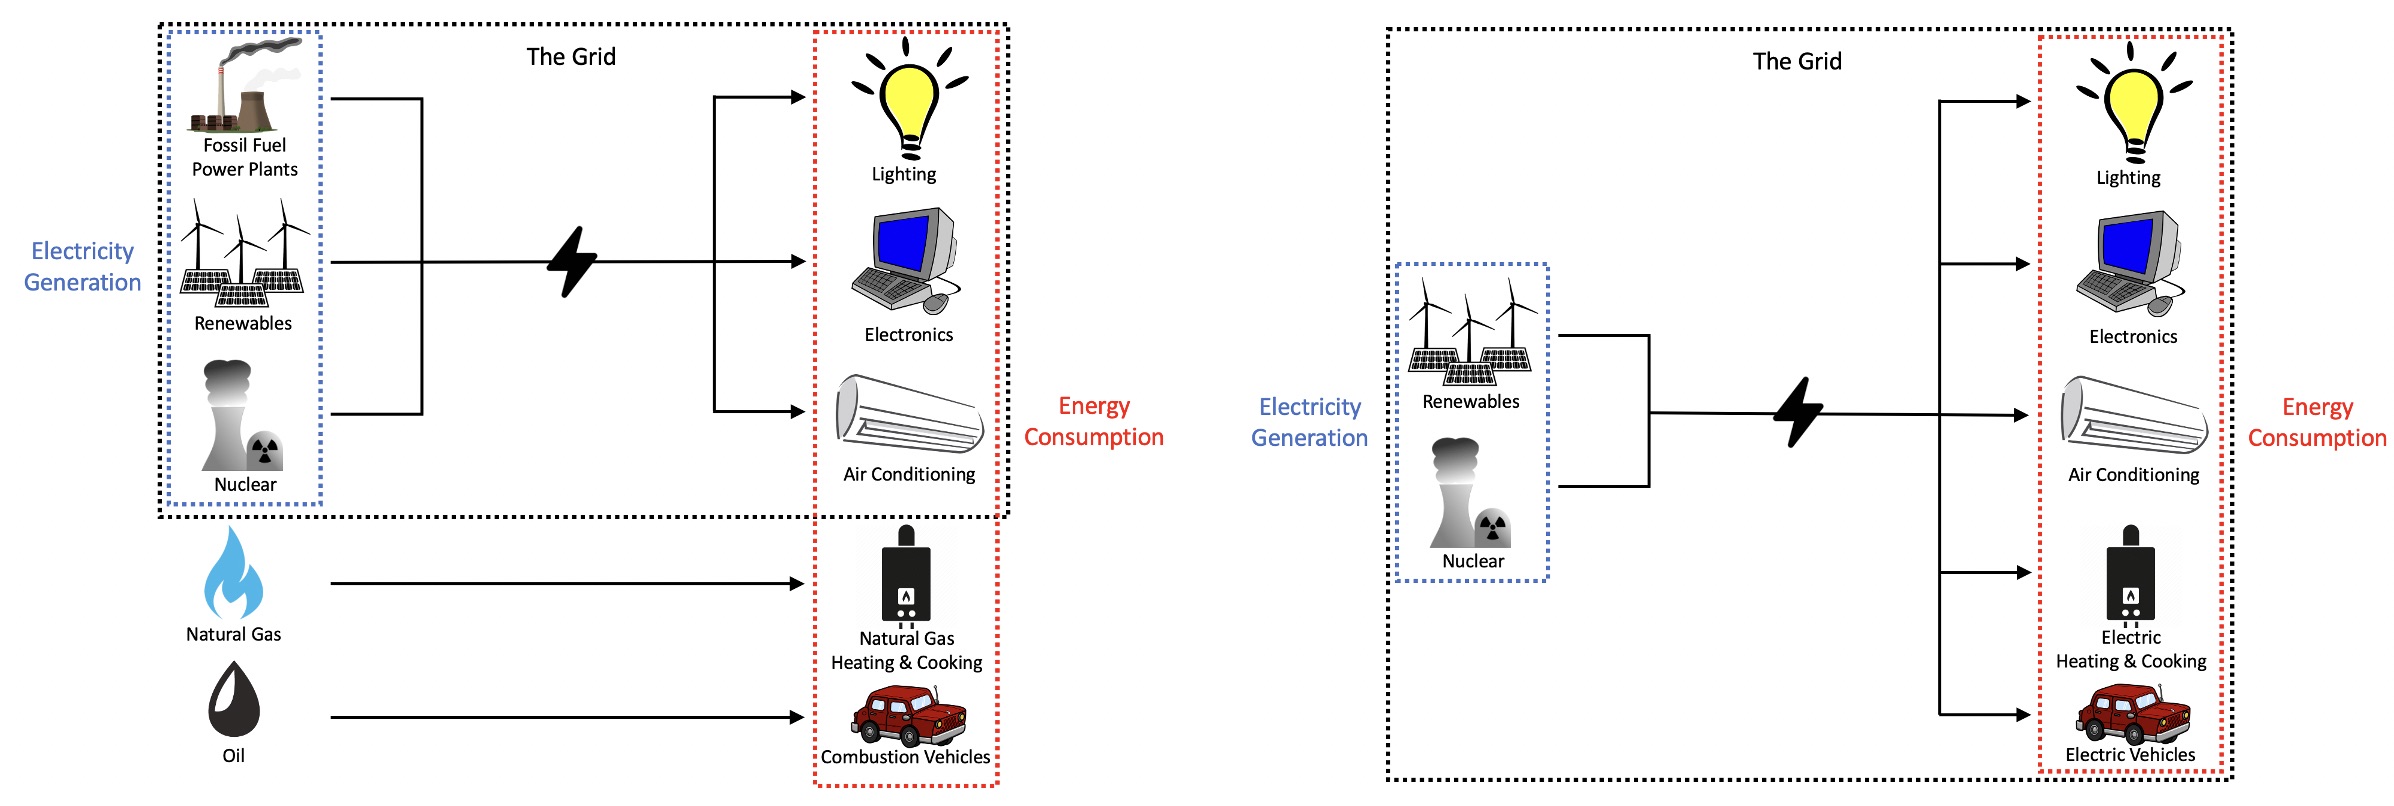 The Grid
Fossil Fuel
Power Plants
Renewables
Nuclear
Electricity
Generation
Lighting
Electronics
Air Conditioning
Energy
Consumption
Natural Gas
Oil
Natural Gas
Heating & Cooking
Combustion Vehicles
The Grid
Electricity
Generation
Renewables
Nuclear
Lighting
Electronics
Air Conditioning
Electric
Heating & Cooking
Electric Vehicles
Energy
Consumption